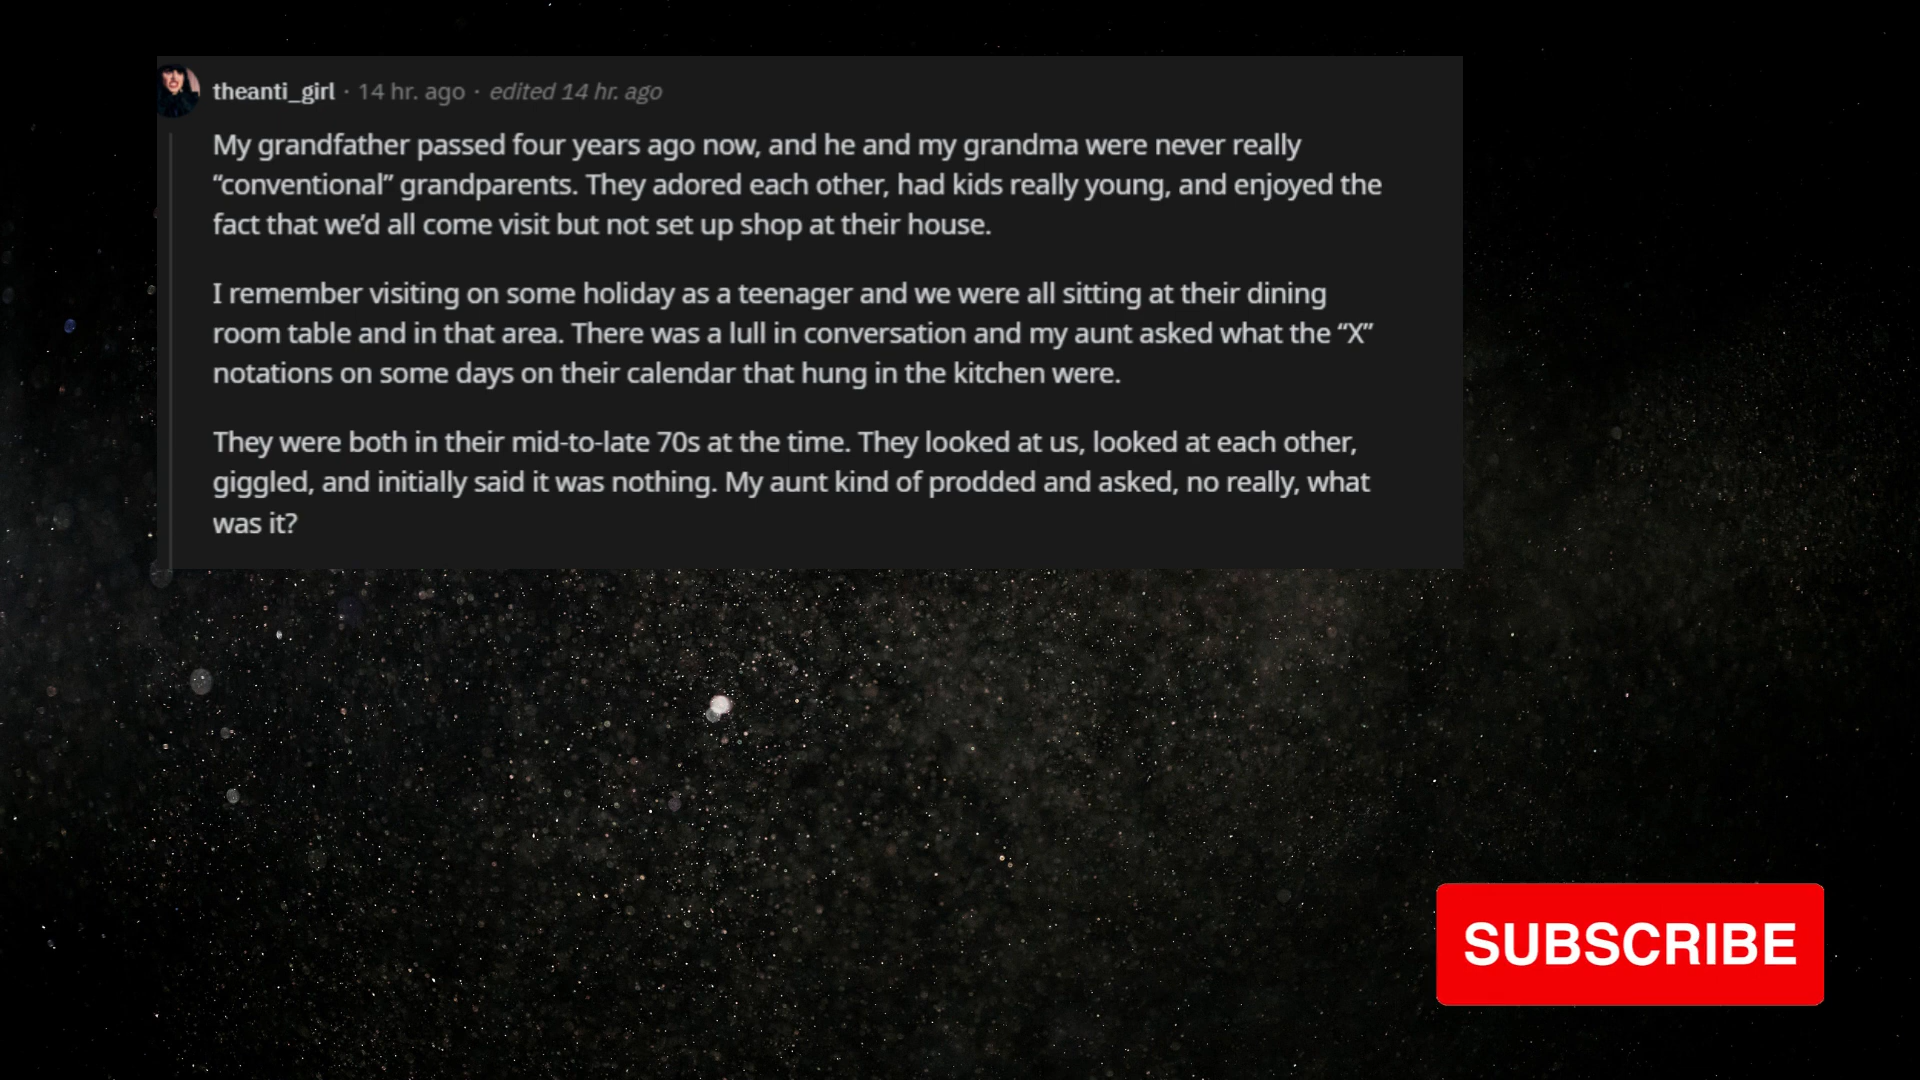 theanti_girl · 14 hr. ago · edited 14 hr. ago
My grandfather passed four years ago now, and he and my grandma were never really
“conventional” grandparents. They adored each other, had kids really young, and enjoyed the
fact that we’d all come visit but not set up shop at their house.
I remember visiting on some holiday as a teenager and we were all sitting at their dining
room table and in that area. There was a lull in conversation and my aunt asked what the “X”
notations on some days on their calendar that hung in the kitchen were.
They were both in their mid-to-late 70s at the time. They looked at us, looked at each other,
giggled, and initially said it was nothing. My aunt kind of prodded and asked, no really, what
was it?
SUBSCRIBE